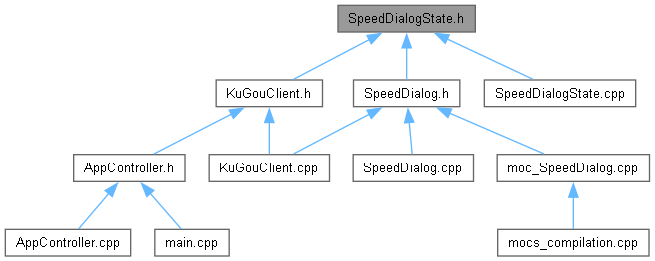 SpeedDialogState.h
KuGouClient.h
SpeedDialog.h
SpeedDialogState.cpp
AppController.h
KuGouClient.cpp
SpeedDialog.cpp
moc_SpeedDialog.cpp
AppController.cpp
main.cpp
mocs_compilation.cpp